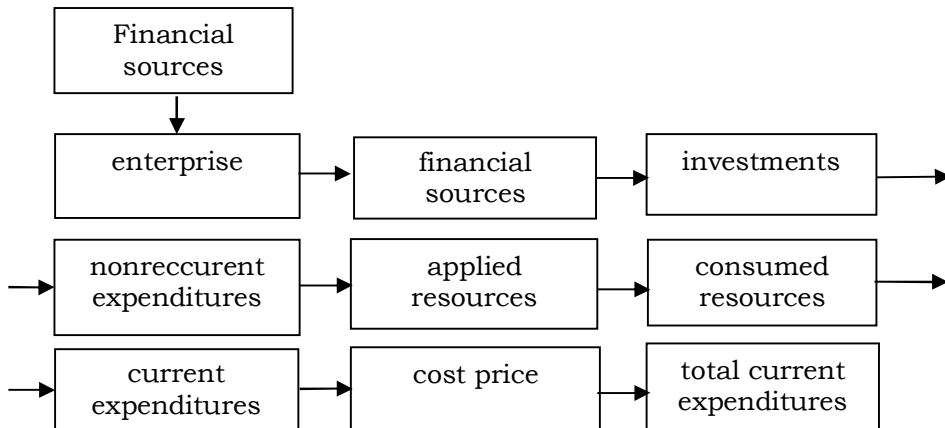 Financial
sources
enterprise
financial
sources
investments
nonreccurent
expenditures
applied
resources
consumed
resources
current
expenditures
cost price
total current
expenditures